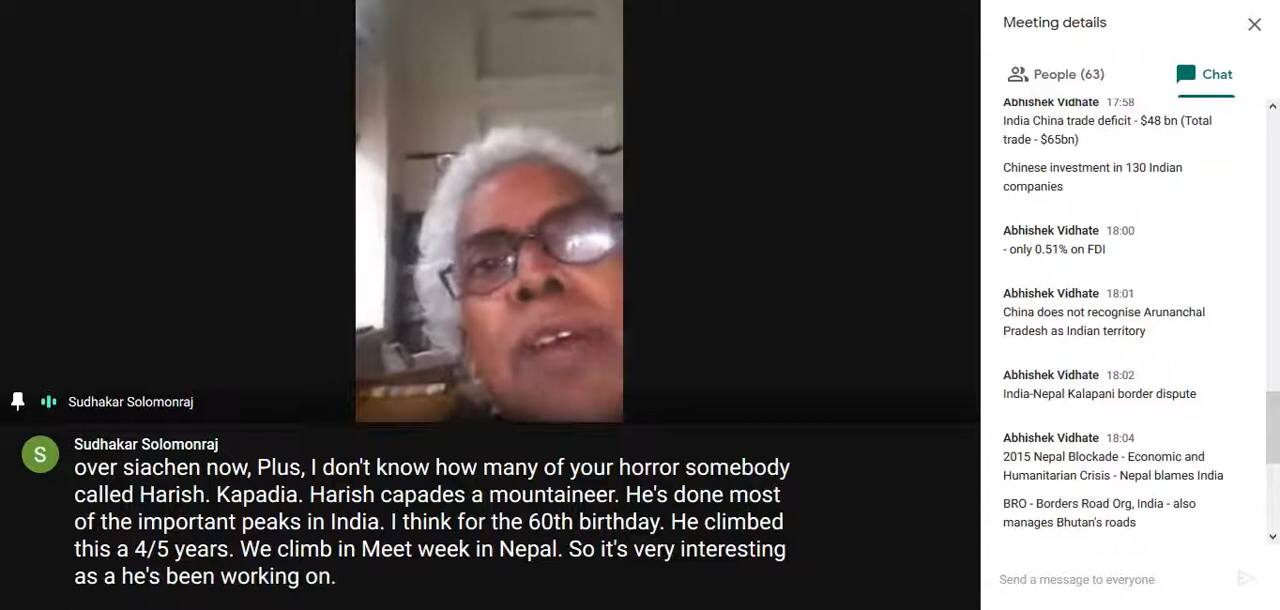 Meeting details
People (63)
Chat
Abhishek Vidhate 17:58
India China trade deficit - $48 bn (Total
trade - $65bn)
Chinese investment in 130 Indian
companies
Abhishek Vidhate 18:00
- only 0.51% on FDI
Abhishek Vidhate 18:01
China does not recognise Arunanchal
Pradesh as Indian territory
Abhishek Vidhate 18:02
India-Nepal Kalapani border dispute
Abhishek Vidhate 18:04
2015 Nepal Blockade - Economic and
Humanitarian Crisis - Nepal blames India
BRO - Borders Road Org, India - also
manages Bhutan's roads
Send a message to everyone
Sudhakar Solomonraj
S
Sudhakar Solomonraj
over siachen now, Plus, I don't know how many of your horror somebody
called Harish. Kapadia. Harish capades a mountaineer. He's done most
of the important peaks in India. I think for the 60th birthday. He climbed
this a 4/5 years. We climb in Meet week in Nepal. So it's very interesting
as a he's been working on.